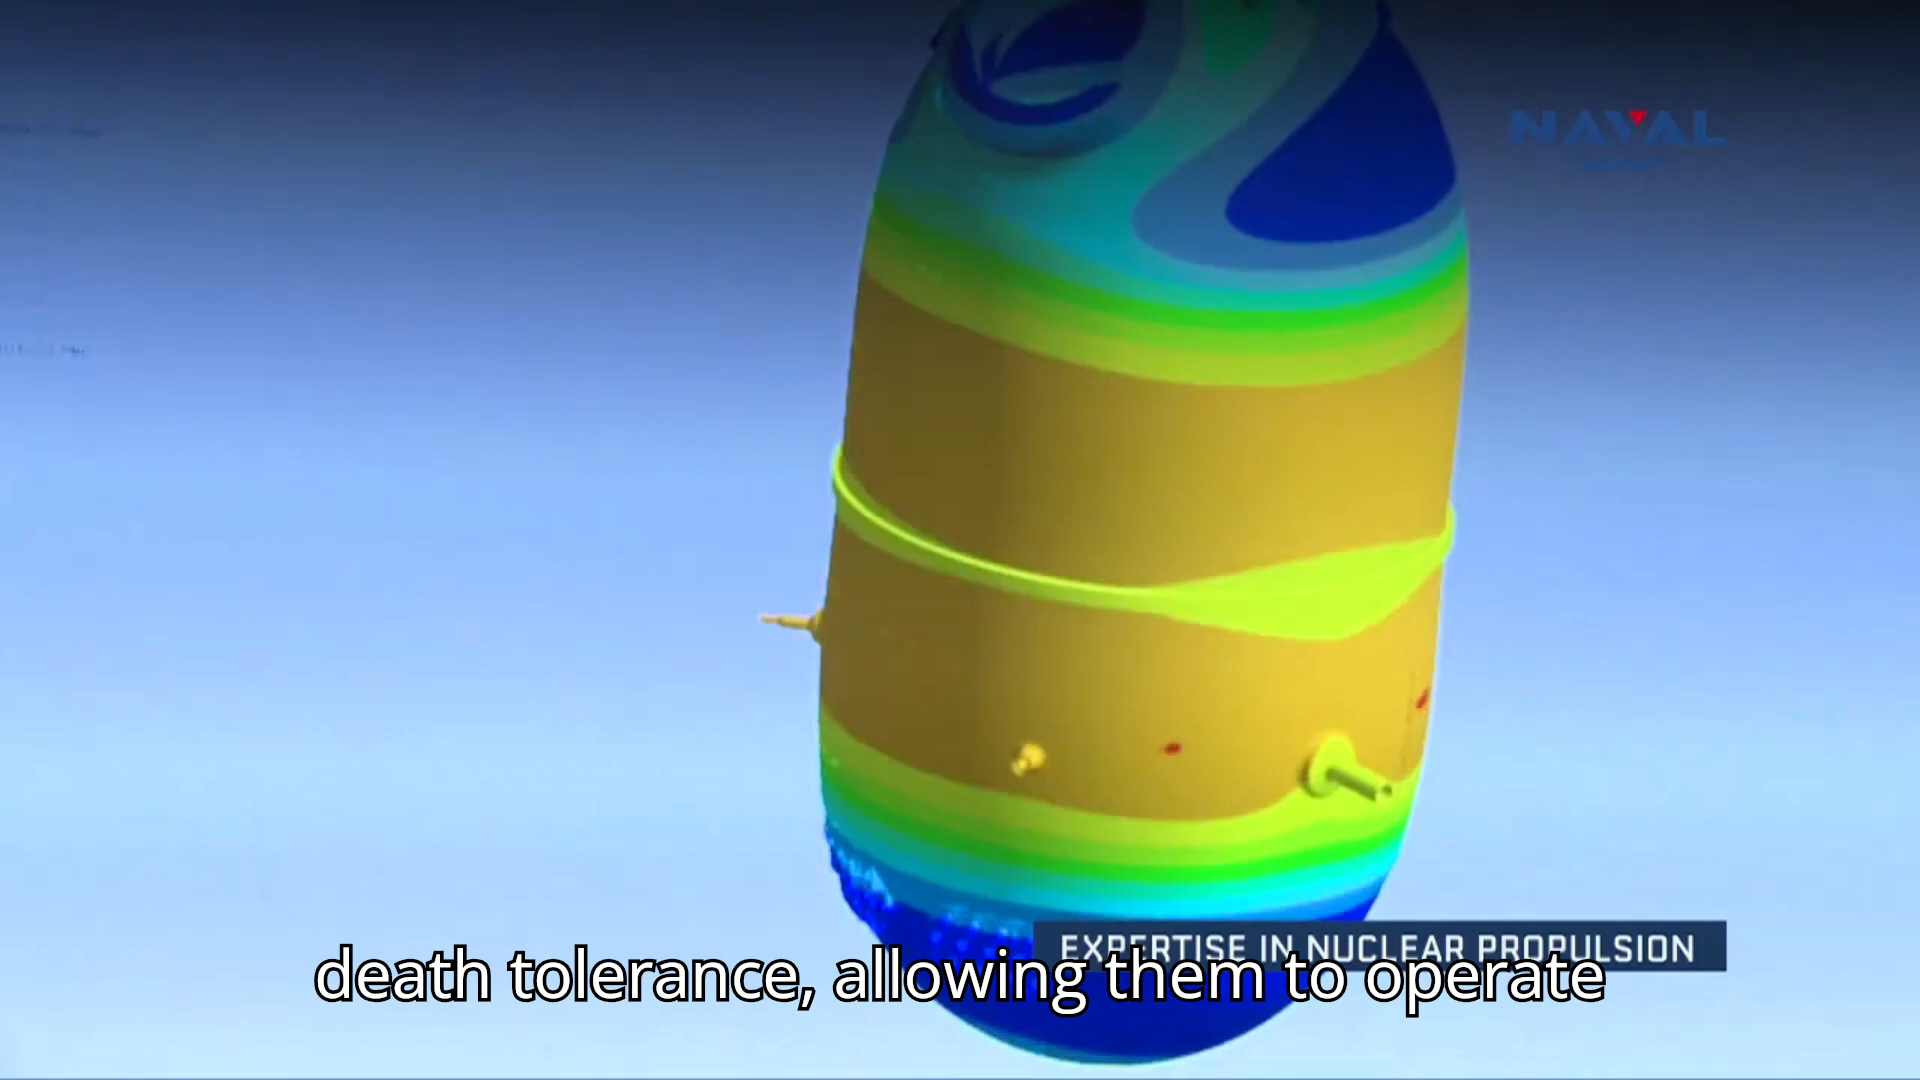 NAVAL
EXPERTISE IN NUCLEAR PROPULSION
death tolerance, allowing them to operate